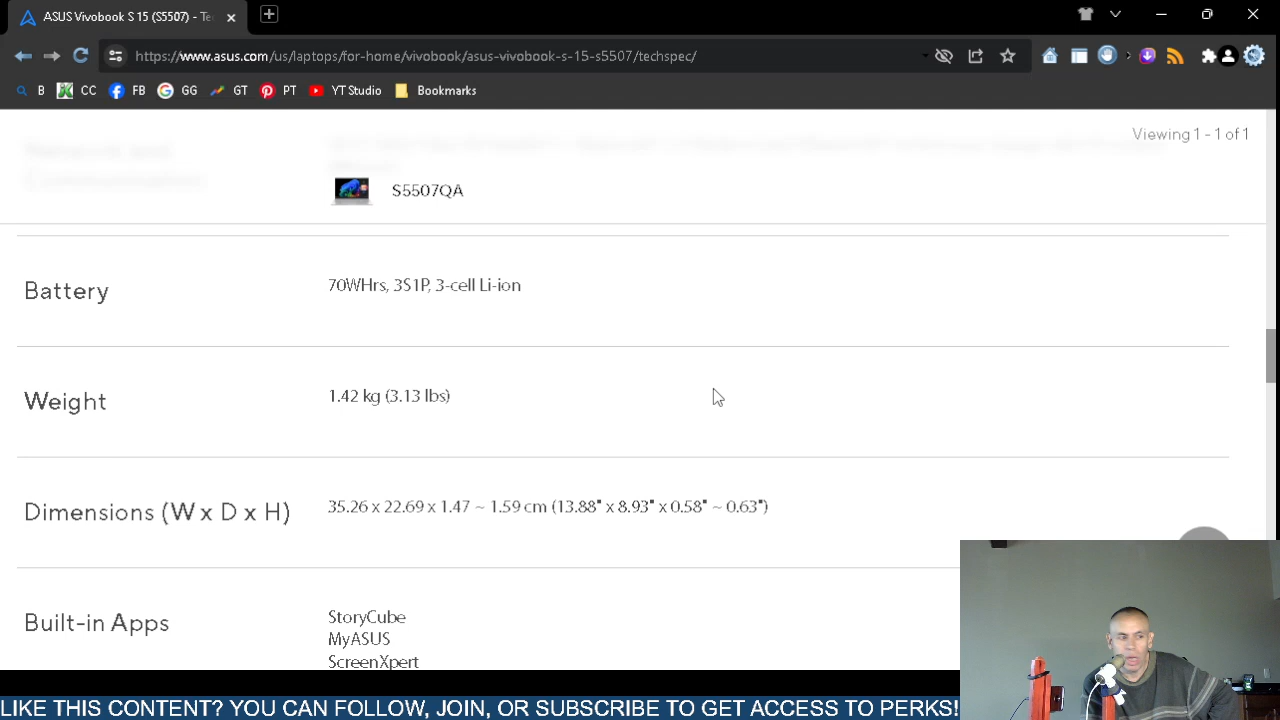 ASUS Vivobook S 15 (S5507) - Te
https://www.asus.com/us/laptops/for-home/vivobook/asus-vivobook-s-15-s5507/techspec/
B CC FB GG GT PT YT Studio Bookmarks
Viewing 1 - 1 of 1
S5507QA
Battery
70WHrs, 3S1P, 3-cell Li-ion
Weight
1.42 kg (3.13 lbs)
Dimensions (W x D x H)
35.26 x 22.69 x 1.47 ~ 1.59 cm (13.88" x 8.93" x 0.58" ~ 0.63")
Built-in Apps
StoryCube
MyASUS
ScreenXpert
LIKE THIS CONTENT? YOU CAN FOLLOW, JOIN, OR SUBSCRIBE TO GET ACCESS TO PERKS!